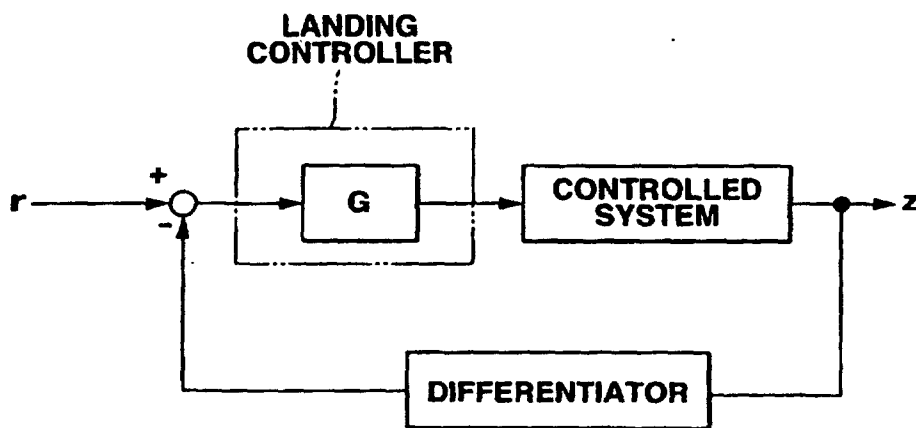 LANDING
CONTROLLER
+
r
-
G
CONTROLLED
SYSTEM
z
DIFFERENTIATOR